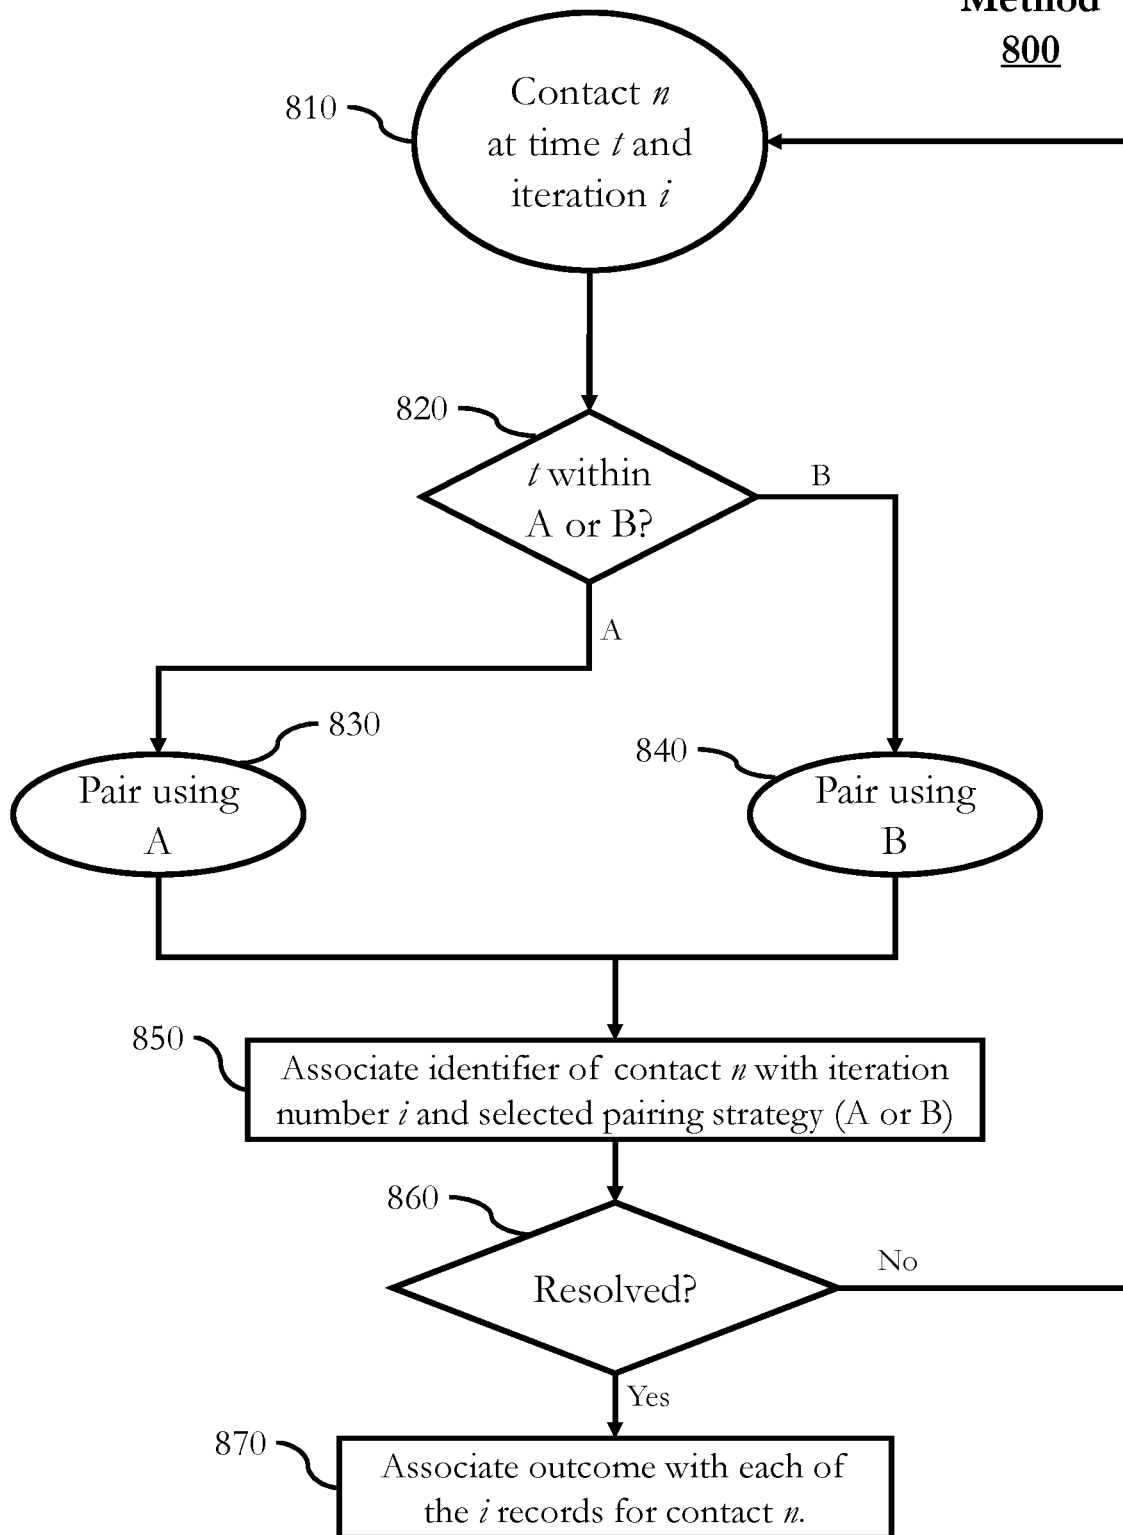 Method
800
810
Contact n
at time t and
iteration i
820
t within
A or B?
B
A
830
840
Pair using
A
Pair using
B
850
Associate identifier of contact n with iteration
number i and selected pairing strategy (A or B)
860
Resolved?
No
Yes
870
Associate outcome with each of
the i records for contact n.